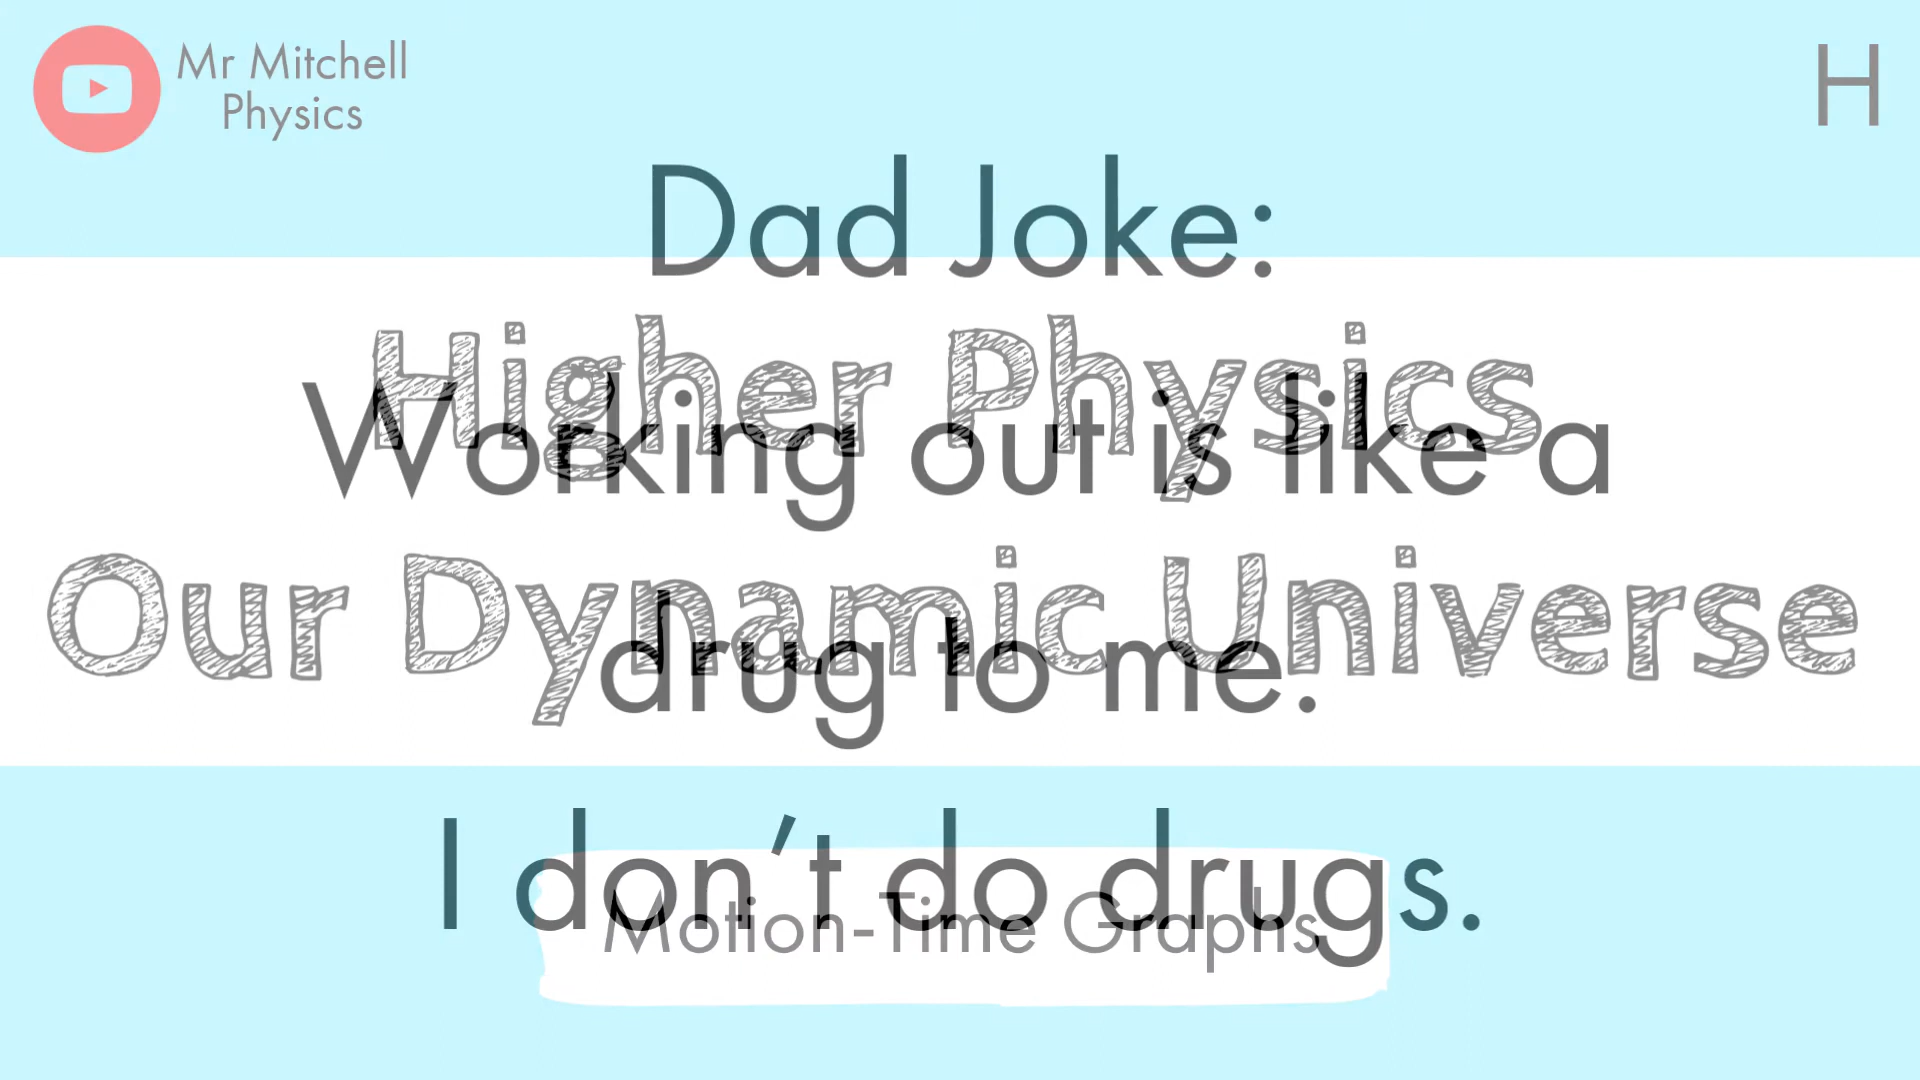 Mr Mitchell
Physics
H
Dad Joke:
Higher Physics
Working out is like a
Our Dynamic Universe
drug to me.
I don’t do drugs.
Motion-Time Graphs